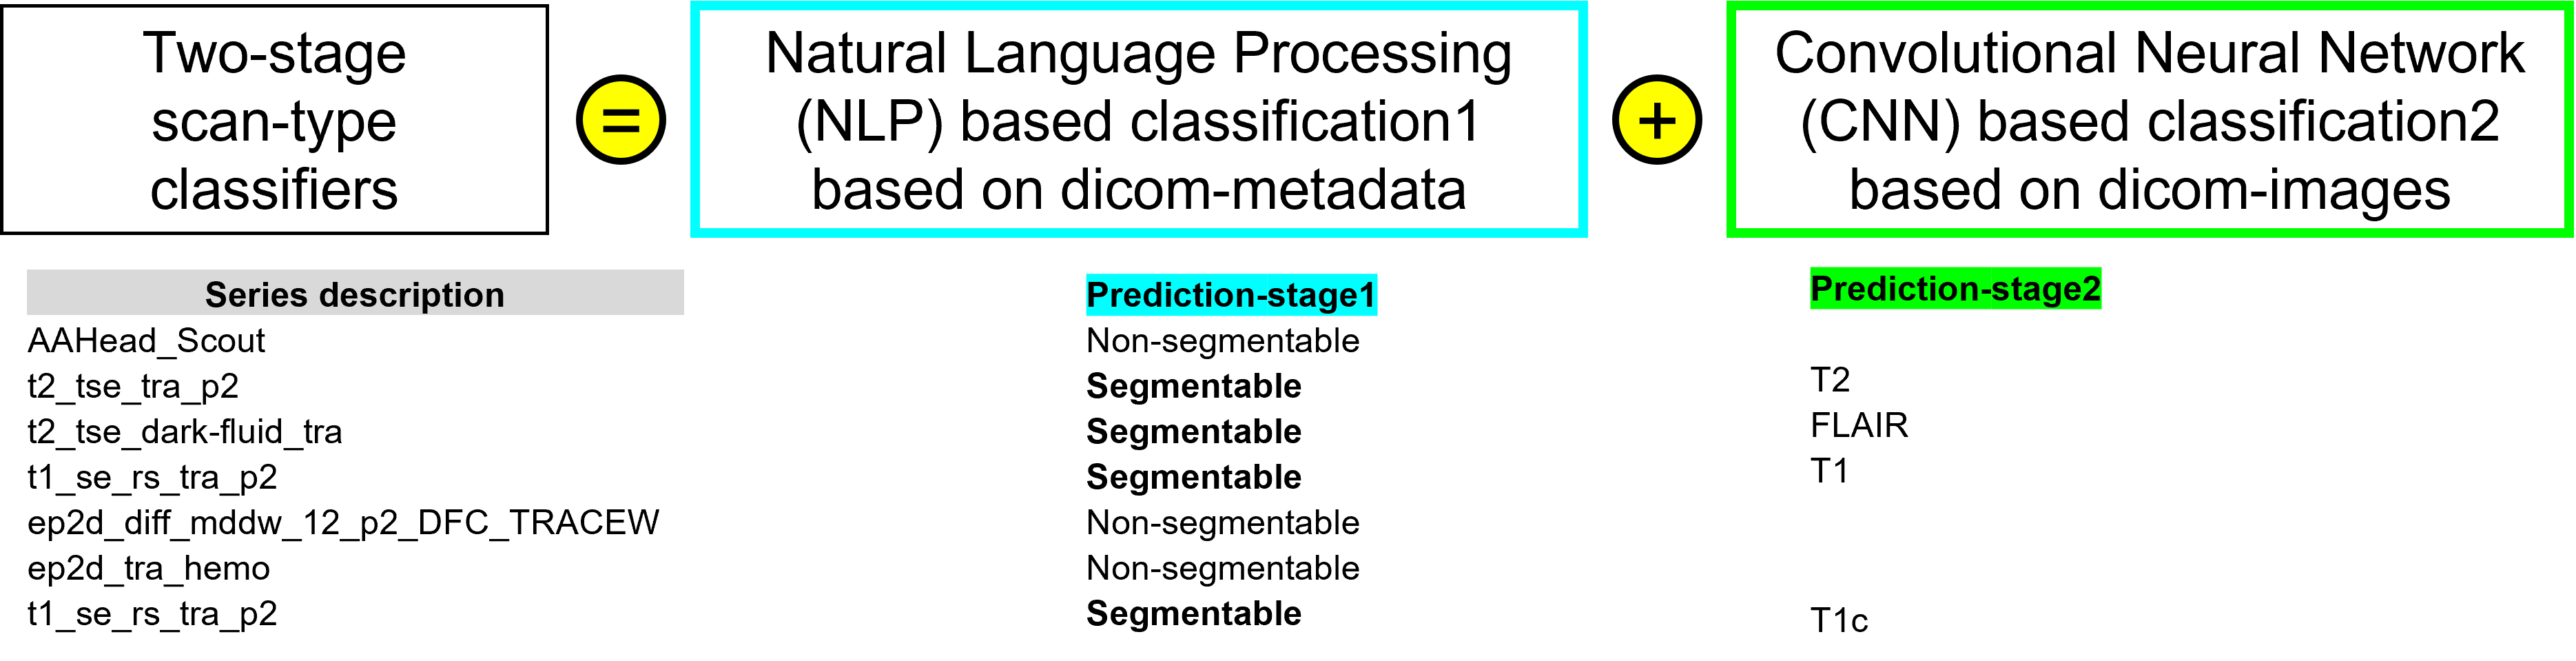 Two-stage
scan-type
classifiers
=
Natural Language Processing
(NLP) based classification1
based on dicom-metadata
+
Convolutional Neural Network
(CNN) based classification2
based on dicom-images
Series description Prediction-stage1 Prediction-stage2
AAHead_Scout Non-segmentable
t2_tse_tra_p2 Segmentable T2
t2_tse_dark-fluid_tra Segmentable FLAIR
t1_se_rs_tra_p2 Segmentable T1
ep2d_diff_mddw_12_p2_DFC_TRACEW Non-segmentable
ep2d_tra_hemo Non-segmentable
t1_se_rs_tra_p2 Segmentable T1c